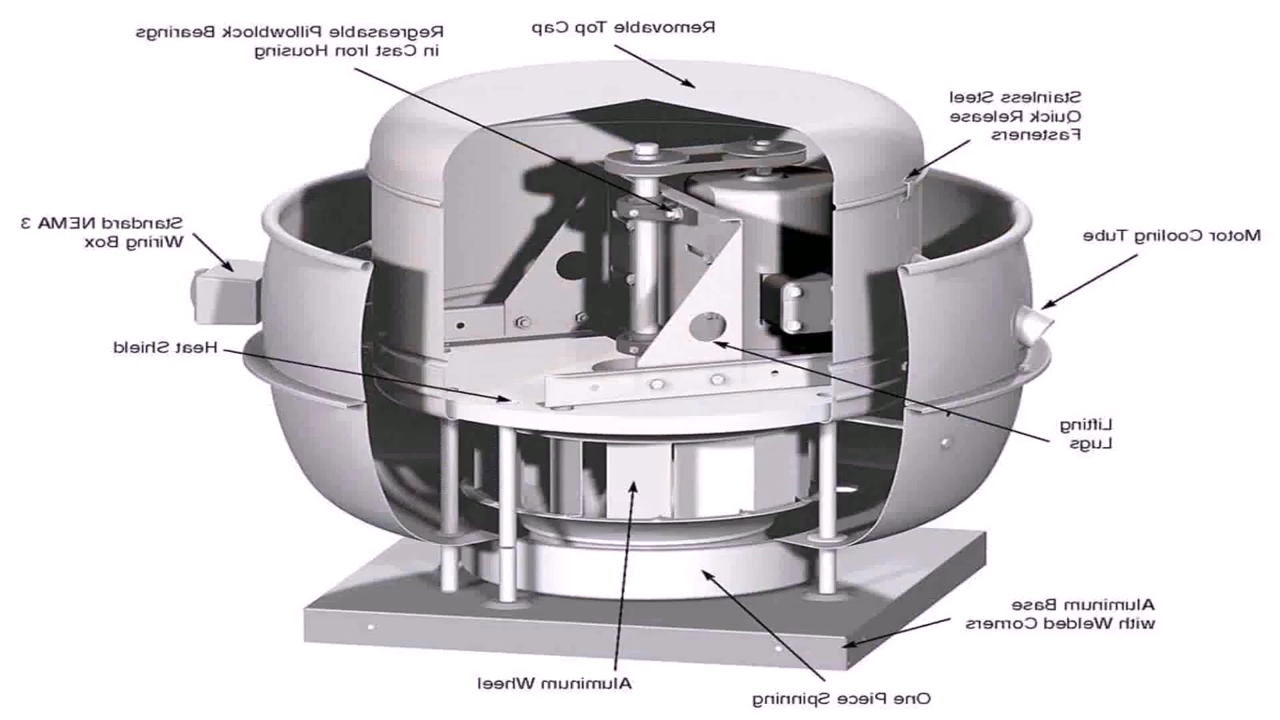 Removable Top Cap
Regreasable Pillowblock Bearings
in Cast Iron Housing
Stainless Steel
Quick Release
Fasteners
Standard NEMA 3
Wiring Box
Motor Cooling Tube
Heat Shield
Lifting
Lugs
Aluminum Base
with Welded Corners
Aluminum Wheel
One Piece Spinning